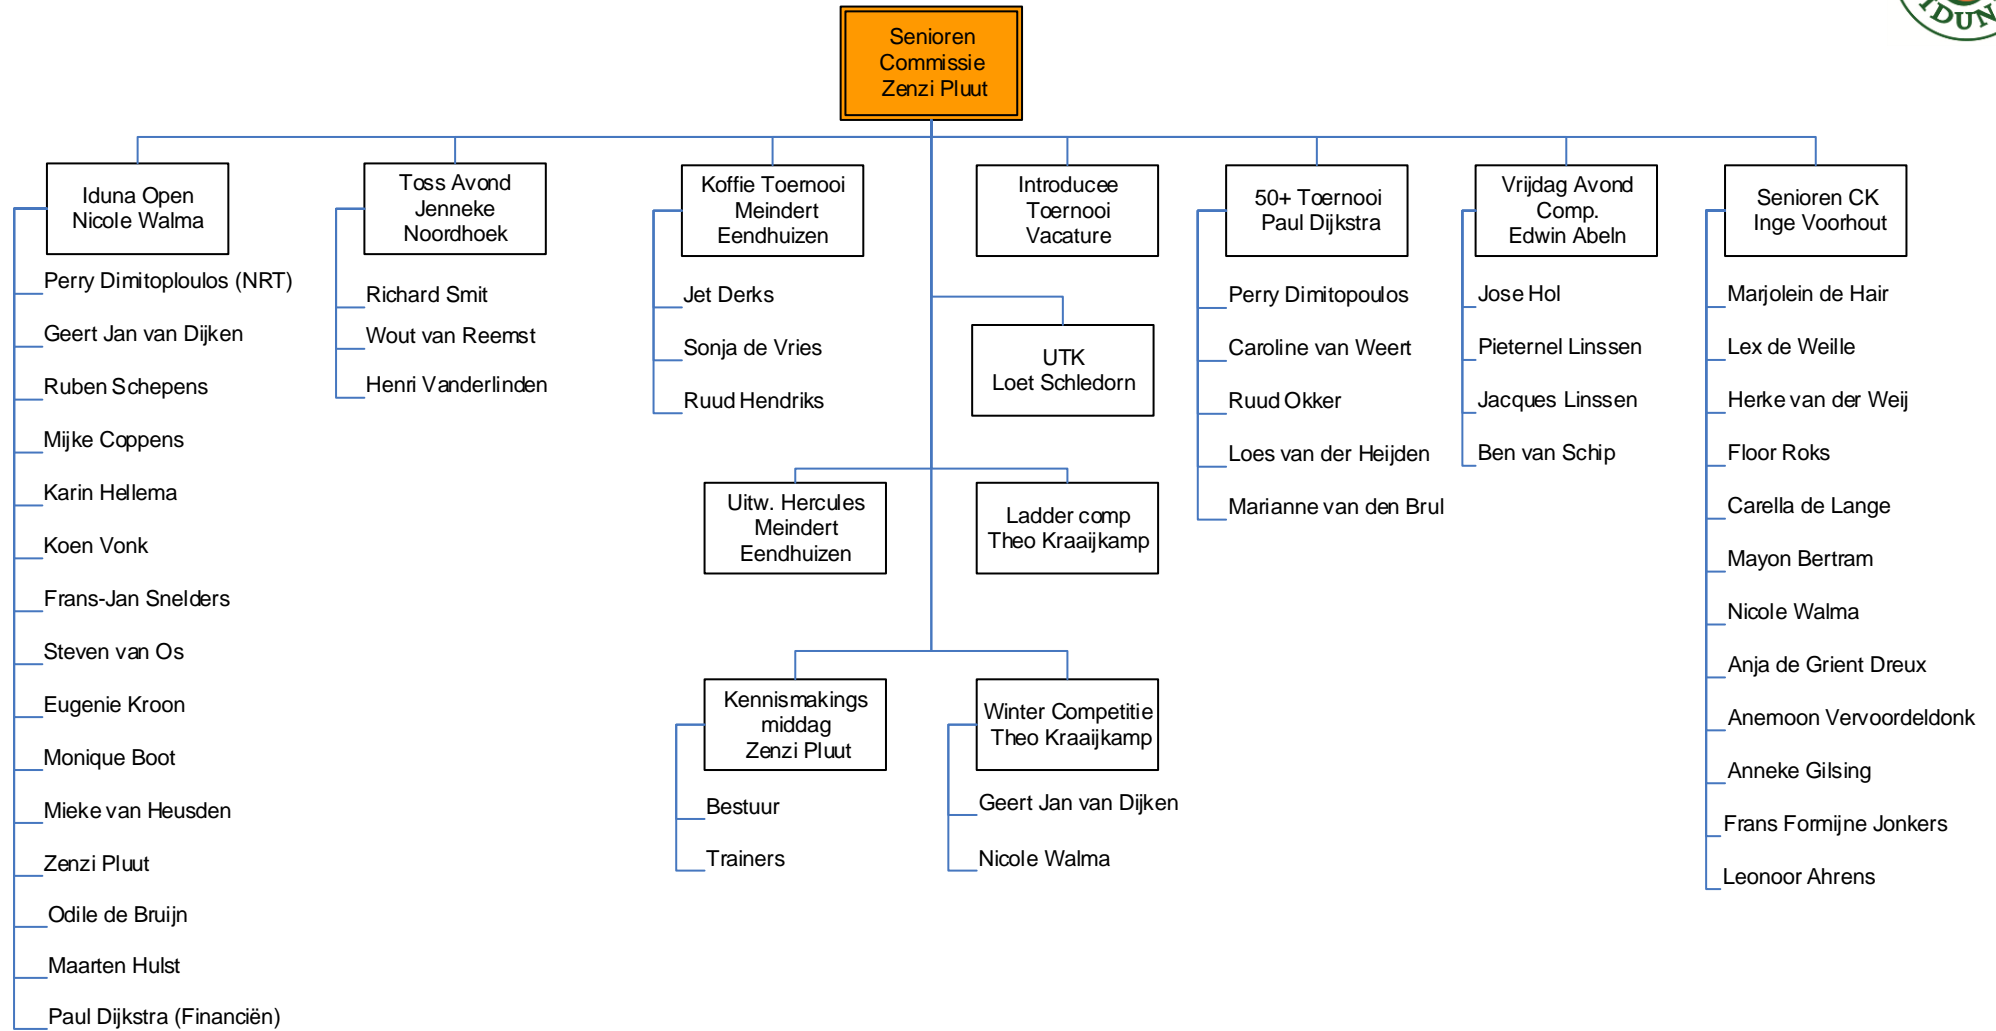 IDUN
Senioren
Commissie
Zenzi Pluut
Iduna Open
Nicole Walma
Perry Dimitoploulos (NRT)
Geert Jan van Dijken
Ruben Schepens
Mijke Coppens
Karin Hellema
Koen Vonk
Frans-Jan Snelders
Steven van Os
Eugenie Kroon
Monique Boot
Mieke van Heusden
Zenzi Pluut
Odile de Bruijn
Maarten Hulst
Paul Dijkstra (Financiën)
Toss Avond
Jenneke
Noordhoek
Richard Smit
Wout van Reemst
Henri Vanderlinden
Koffie Toernooi
Meindert
Eendhuizen
Jet Derks
Sonja de Vries
Ruud Hendriks
Introducee
Toernooi
Vacature
UTK
Loet Schledorn
Uitw. Hercules
Meindert
Eendhuizen
Ladder comp
Theo Kraaijkamp
Kennismakings
middag
Zenzi Pluut
Bestuur
Trainers
Winter Competitie
Theo Kraaijkamp
Geert Jan van Dijken
Nicole Walma
50+ Toernooi
Paul Dijkstra
Perry Dimitopoulos
Caroline van Weert
Ruud Okker
Loes van der Heijden
Marianne van den Brul
Vrijdag Avond
Comp.
Edwin Abeln
Jose Hol
Pieternel Linssen
Jacques Linssen
Ben van Schip
Senioren CK
Inge Voorhout
Marjolein de Hair
Lex de Weille
Herke van der Weij
Floor Roks
Carella de Lange
Mayon Bertram
Nicole Walma
Anja de Grient Dreux
Anemoon Vervoordeldonk
Anneke Gilsing
Frans Formijne Jonkers
Leonoor Ahrens